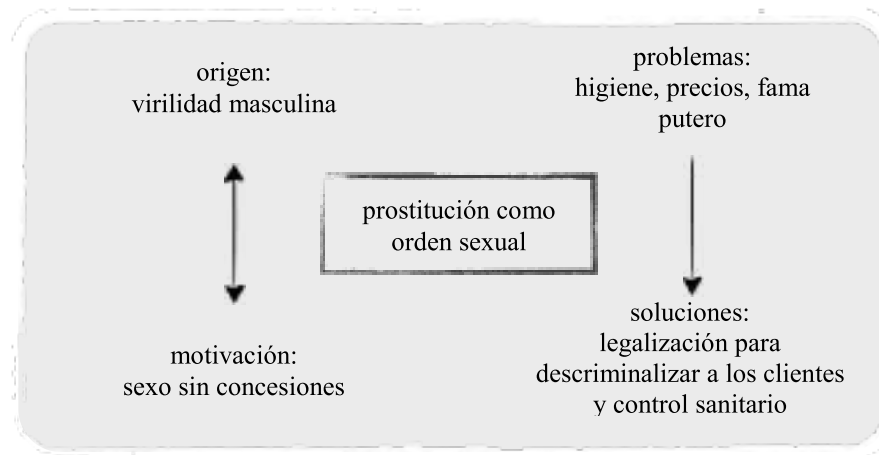 origen:
virilidad masculina
problemas:
higiene, precios, fama
putero
prostitución como
orden sexual
motivación:
sexo sin concesiones
soluciones:
legalización para
descriminalizar a los clientes
y control sanitario